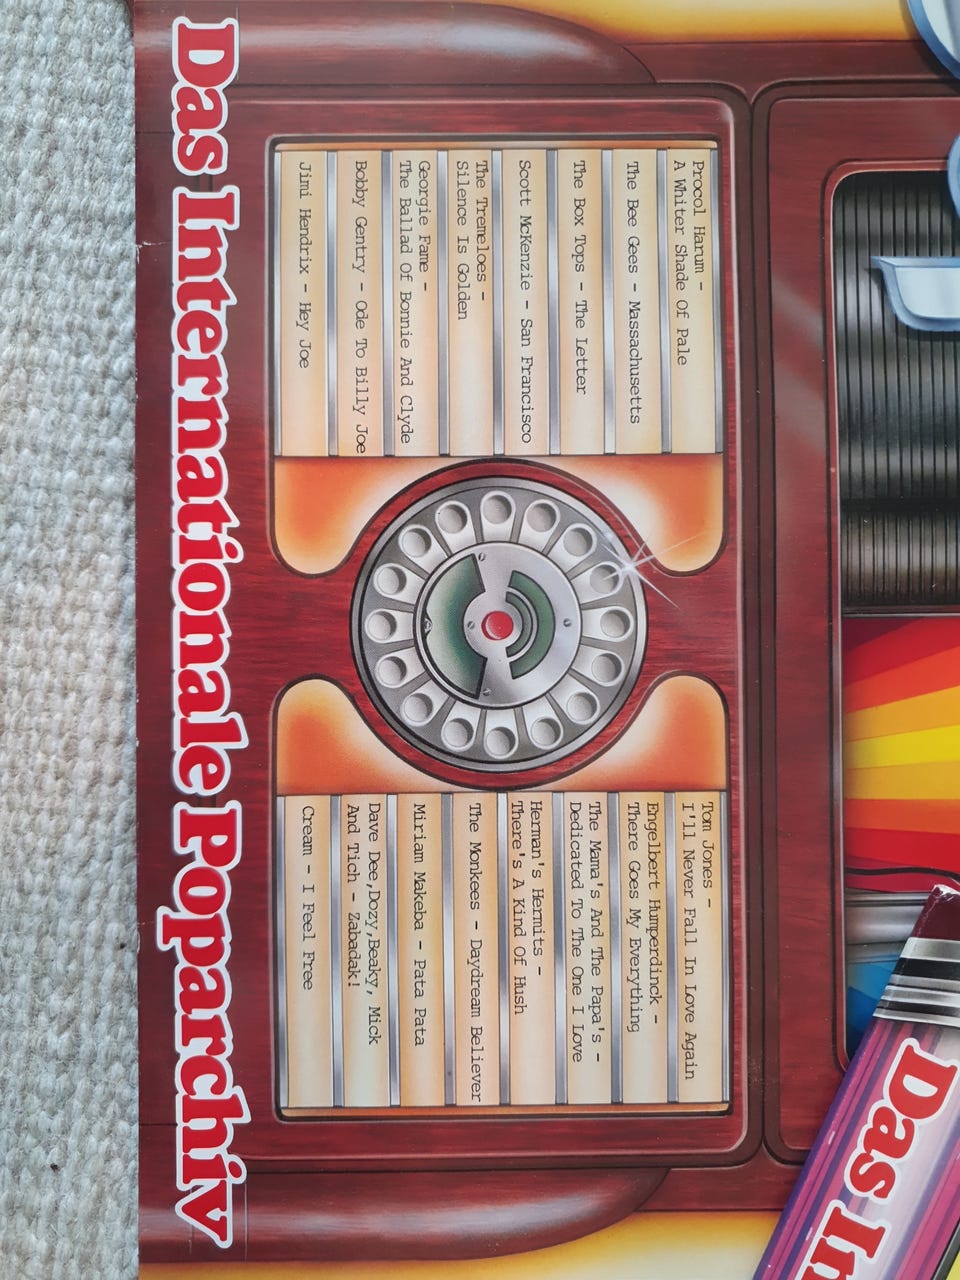 Procol Harum -
A Whiter Shade Of Pale
The Bee Gees - Massachusetts
The Box Tops - The Letter
Scott McKenzie - San Francisco
The Tremeloes -
Silence Is Golden
Georgie Fame -
The Ballad Of Bonnie And Clyde
Bobby Gentry - Ode To Billy Joe
Jimi Hendrix - Hey Joe
Tom Jones -
I'll Never Fall In Love Again
Engelbert Humperdinck -
There Goes My Everything
The Mama's And The Papa's -
Dedicated To The One I Love
Herman's Hermits -
There's A Kind Of Hush
The Monkees - Daydream Believer
Miriam Makeba - Pata Pata
Dave Dee,Dozy,Beaky, Mick
And Tich - Zabadak!
Cream - I Feel Free
Das Internationale Poparchiv
Das In